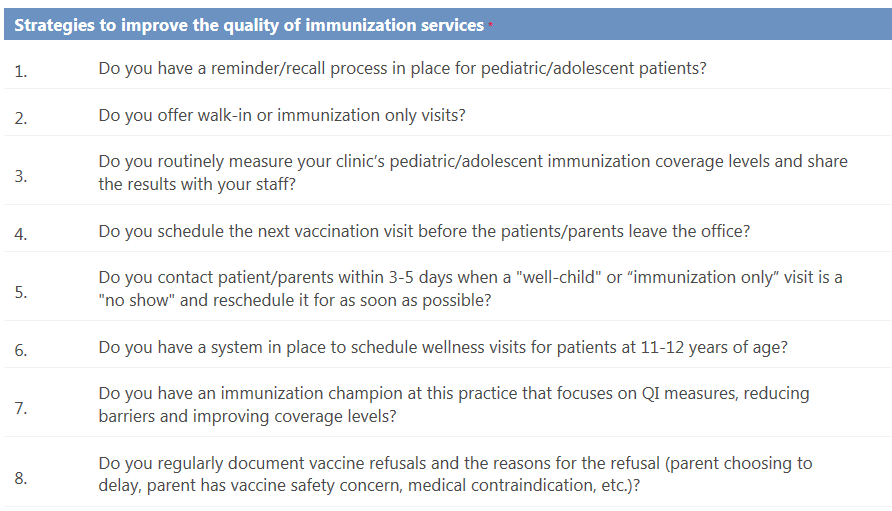 Strategies to improve the quality of immunization services *
1. Do you have a reminder/recall process in place for pediatric/adolescent patients?
2. Do you offer walk-in or immunization only visits?
3. Do you routinely measure your clinic’s pediatric/adolescent immunization coverage levels and share
the results with your staff?
4. Do you schedule the next vaccination visit before the patients/parents leave the office?
5. Do you contact patient/parents within 3-5 days when a "well-child" or “immunization only” visit is a
"no show" and reschedule it for as soon as possible?
6. Do you have a system in place to schedule wellness visits for patients at 11-12 years of age?
7. Do you have an immunization champion at this practice that focuses on QI measures, reducing
barriers and improving coverage levels?
8. Do you regularly document vaccine refusals and the reasons for the refusal (parent choosing to
delay, parent has vaccine safety concern, medical contraindication, etc.)?